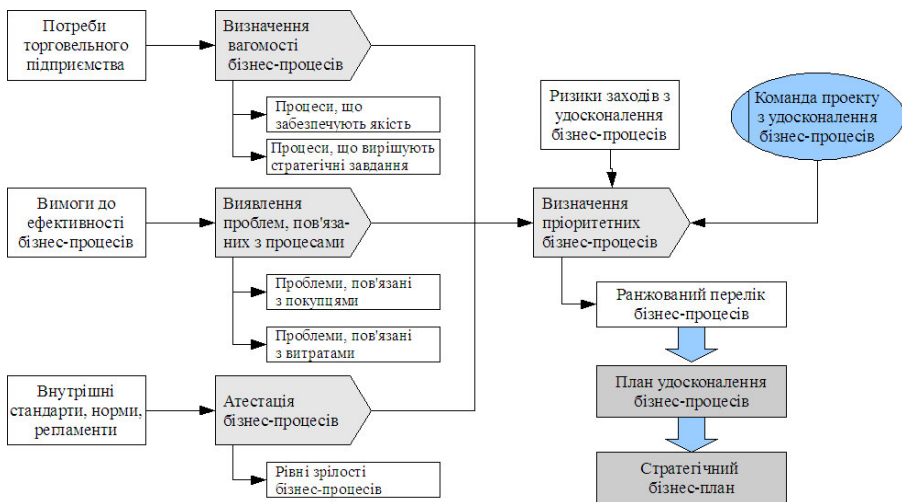 Потреби
торговельного
підприємства
Визначення
вагомості
бізнес-процесів
Процеси, що
забезпечують якість
Процеси, що вирішують
стратегічні завдання
Ризики заходів з
удосконалення
бізнес-процесів
Команда проекту
з удосконалення
бізнес-процесів
Вимоги до
ефективності
бізнес-процесів
Виявлення
проблем, пов'яза-
них з процесами
Визначення
пріоритетних
бізнес-процесів
Проблеми, пов'язані
з покупцями
Проблеми, пов'язані
з витратами
Ранжований перелік
бізнес-процесів
Внутрішні
стандарти, норми,
регламенти
Атестація
бізнес-процесів
План удосконалення
бізнес-процесів
Рівні зрілості
бізнес-процесів
Стратегічний
бізнес-план